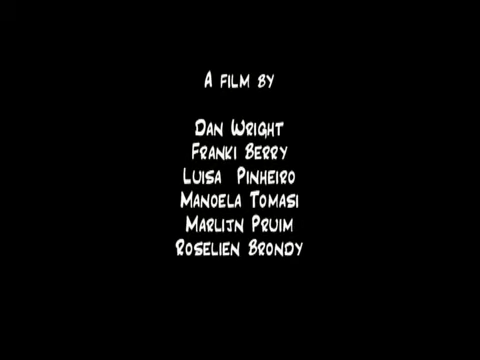 A FILM BY
DAN WRIGHT
FRANKI BERRY
LUISA PINHEIRO
MANOELA TOMASI
MARLIJN PRUIM
ROSELIEN BRONDY